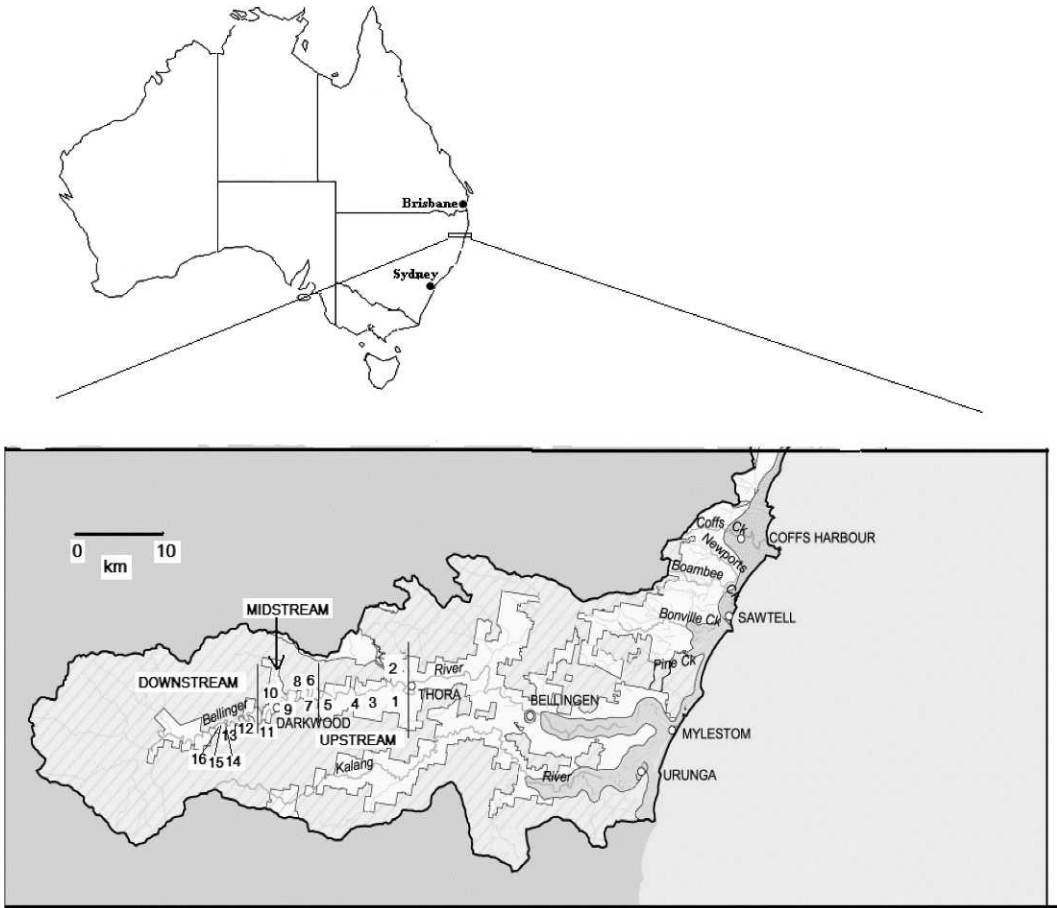 Brisbane
Sydney
0 10
km
Coffs Ck
COFFS HARBOUR
Newports Ck
Boambee
Bonville Ck
SAWTELL
Pine Ck
MIDSTREAM
DOWNSTREAM
UPSTREAM
2
River
THORA
10
8 6
9 7
5
4 3
1
Bellinger
DARKWOOD
11
12
13
16 15 14
BELLINGEN
MYLESTOM
Kalang
River
URUNGA